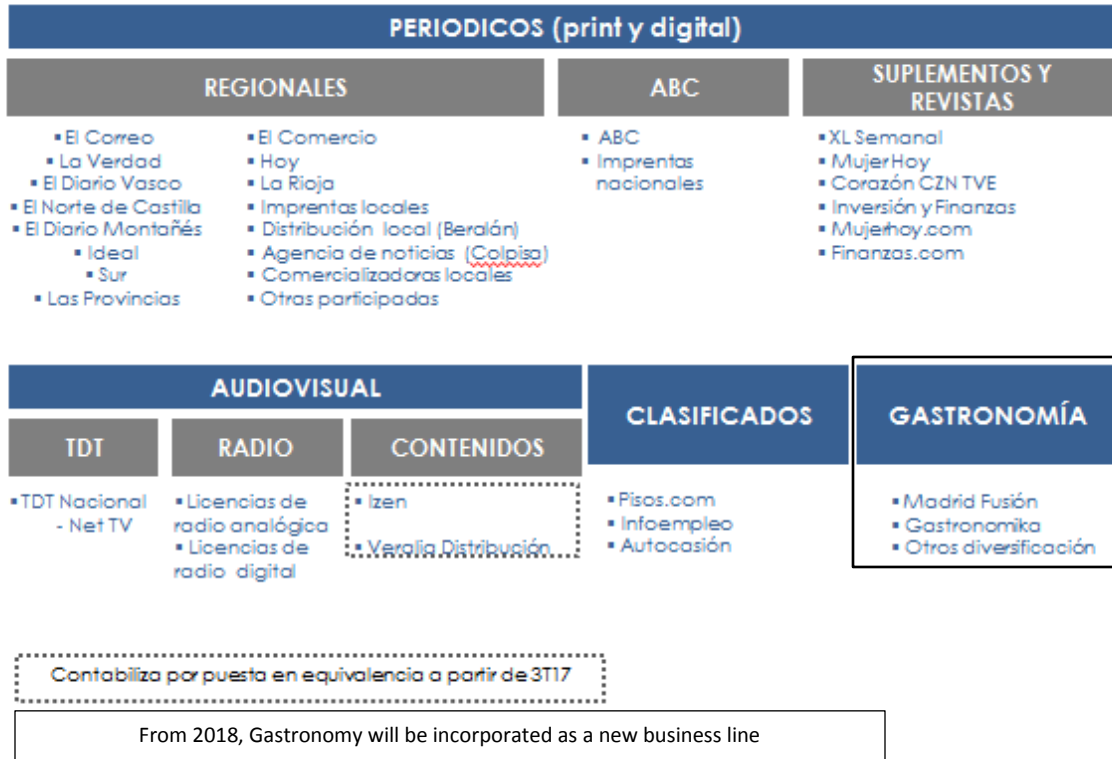 PERIODICOS (print y digital)
REGIONALES
▪ El Correo
▪ La Verdad
▪ El Diario Vasco
▪ El Norte de Castilla
▪ El Diario Montañés
▪ Ideal
▪ Sur
▪ Las Provincias
▪ El Comercio
▪ Hoy
▪ La Rioja
▪ Imprentas locales
▪ Distribución local (Beralán)
▪ Agencia de noticias (Colpisa)
▪ Comercializadoras locales
▪ Otras participadas
ABC
▪ ABC
▪ Imprentas
nacionales
SUPLEMENTOS Y
REVISTAS
▪ XL Semanal
▪ MujerHoy
▪ Corazón CZN TVE
▪ Inversión y Finanzas
▪ Mujerhoy.com
▪ Finanzas.com
AUDIOVISUAL
TDT
▪ TDT Nacional
- Net TV
RADIO
▪ Licencias de
radio analógica
▪ Licencias de
radio digital
CONTENIDOS
▪ Izen
▪ Veralia Distribución
CLASIFICADOS
▪ Pisos.com
▪ Infoempleo
▪ Autocasión
GASTRONOMÍA
▪ Madrid Fusión
▪ Gastronomika
▪ Otros diversificación
Contabiliza por puesta en equivalencia a partir de 3T17
From 2018, Gastronomy will be incorporated as a new business line